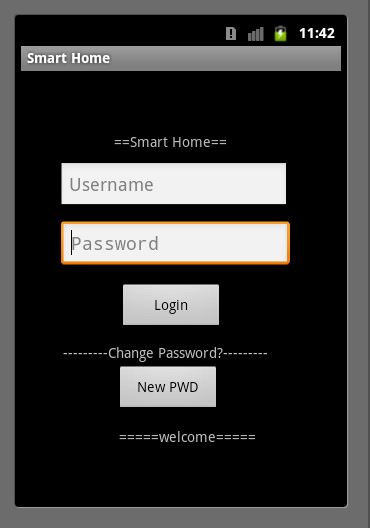 11:42
Smart Home
==Smart Home==
Username
Password
Login
---------Change Password?---------
New PWD
=====welcome=====